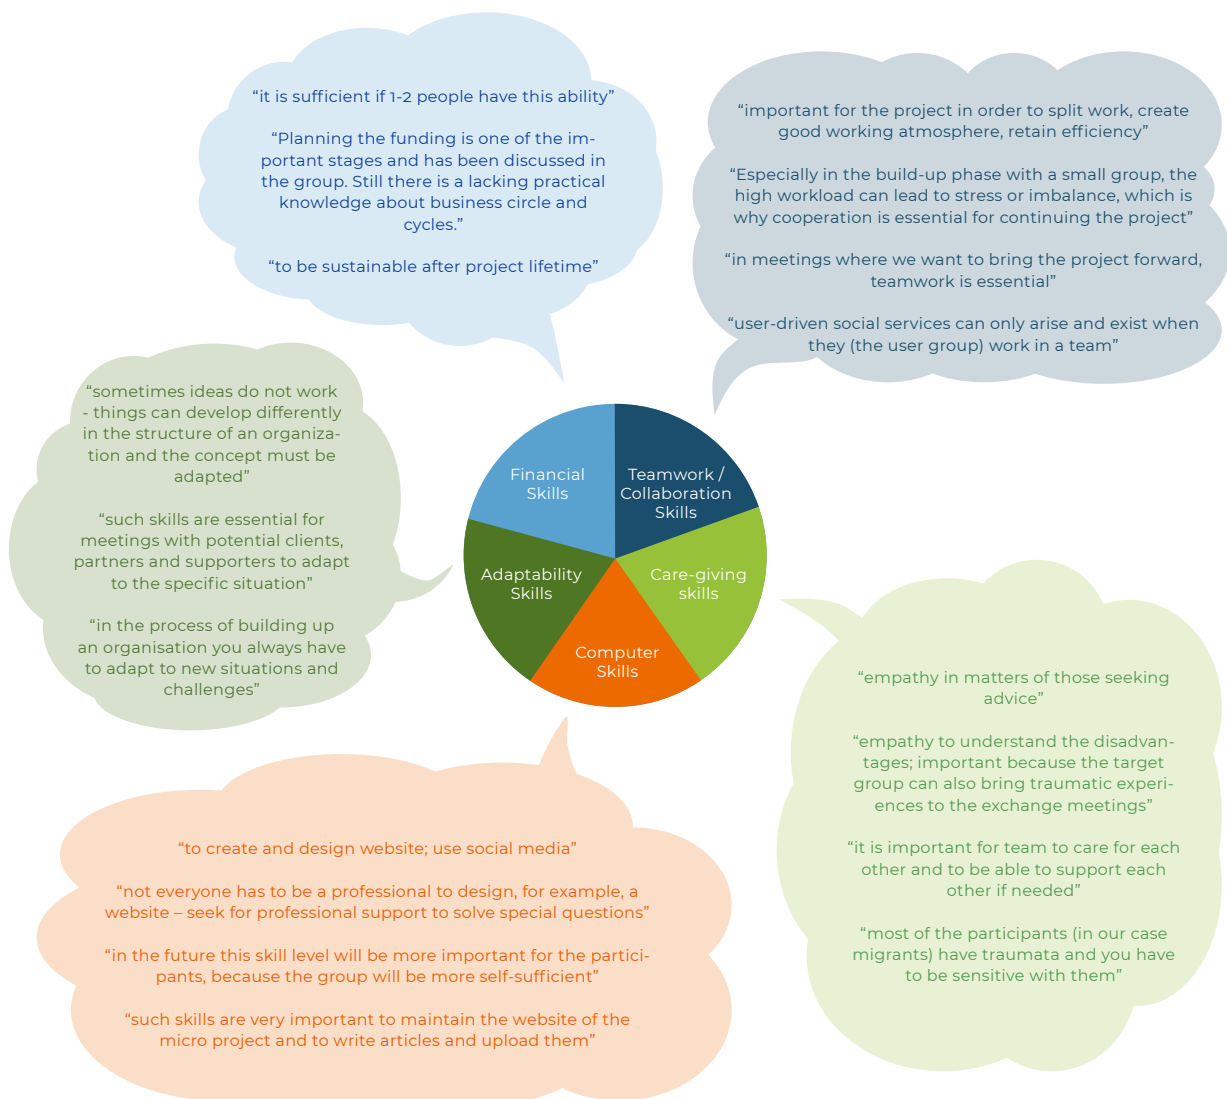 “it is sufficient if 1-2 people have this ability”
“Planning the funding is one of the im-
portant stages and has been discussed in
the group. Still there is a lacking practical
knowledge about business circle and
cycles.”
“to be sustainable after project lifetime”
“important for the project in order to split work, create
good working atmosphere, retain efficiency”
“Especially in the build-up phase with a small group, the
high workload can lead to stress or imbalance, which is
why cooperation is essential for continuing the project”
“in meetings where we want to bring the project forward,
teamwork is essential”
“user-driven social services can only arise and exist when
they (the user group) work in a team”
“sometimes ideas do not work
- things can develop differently
in the structure of an organiza-
tion and the concept must be
adapted”
“such skills are essential for
meetings with potential clients,
partners and supporters to adapt
to the specific situation”
“in the process of building up
an organisation you always have
to adapt to new situations and
challenges”
Financial
Skills
Teamwork /
Collaboration
Skills
Adaptability
Skills
Care-giving
skills
Computer
Skills
“empathy in matters of those seeking
advice”
“empathy to understand the disadvan-
tages; important because the target
group can also bring traumatic experi-
ences to the exchange meetings”
“it is important for team to care for each
other and to be able to support each
other if needed”
“most of the participants (in our case
migrants) have traumata and you have
to be sensitive with them”
“to create and design website; use social media”
“not everyone has to be a professional to design, for example, a
website – seek for professional support to solve special questions”
“in the future this skill level will be more important for the partici-
pants, because the group will be more self-sufficient”
“such skills are very important to maintain the website of the
micro project and to write articles and upload them”